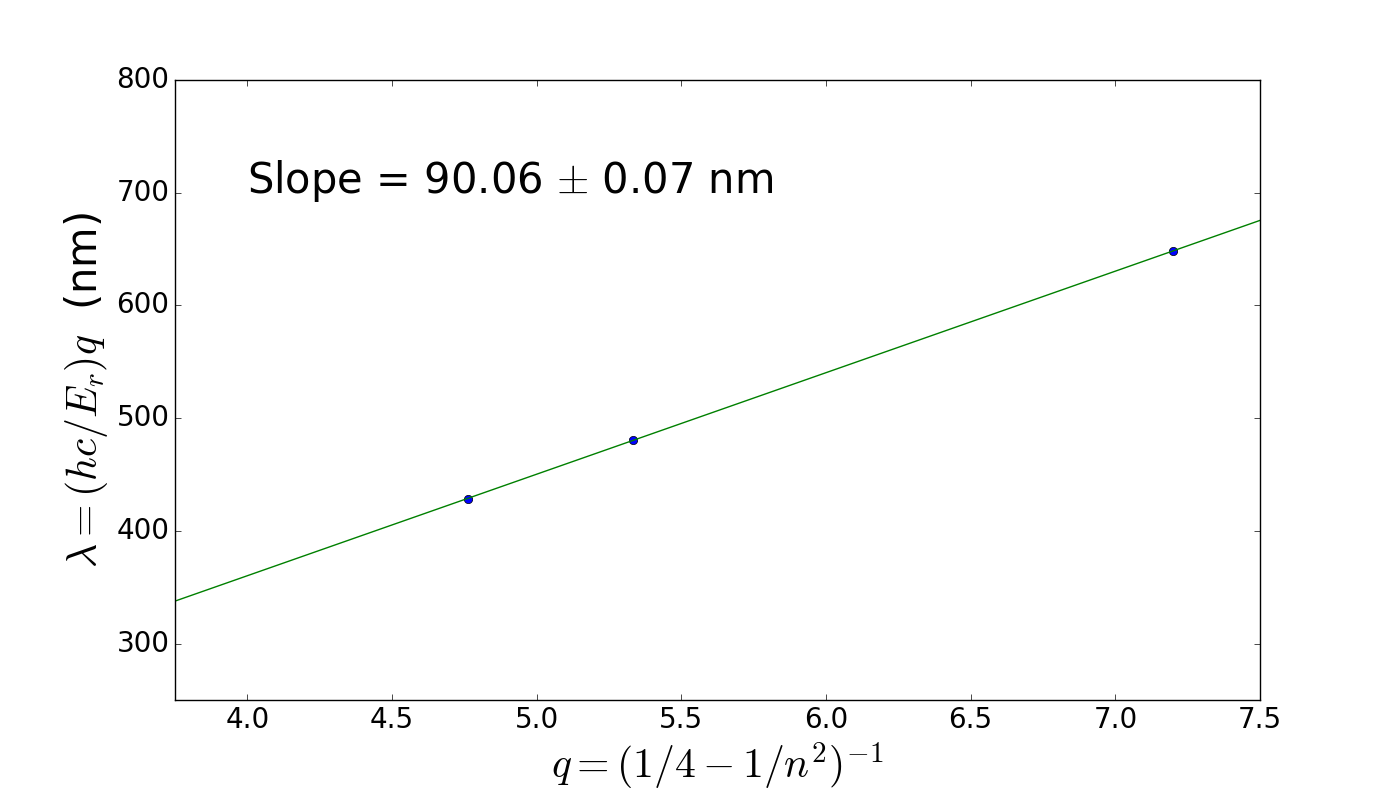 800
700
600
500
400
300
Slope = 90.06 ± 0.07 nm
λ = (hc/E_r)q (nm)
4.0 4.5 5.0 5.5 6.0 6.5 7.0 7.5
q = (1/4 − 1/n²)⁻¹